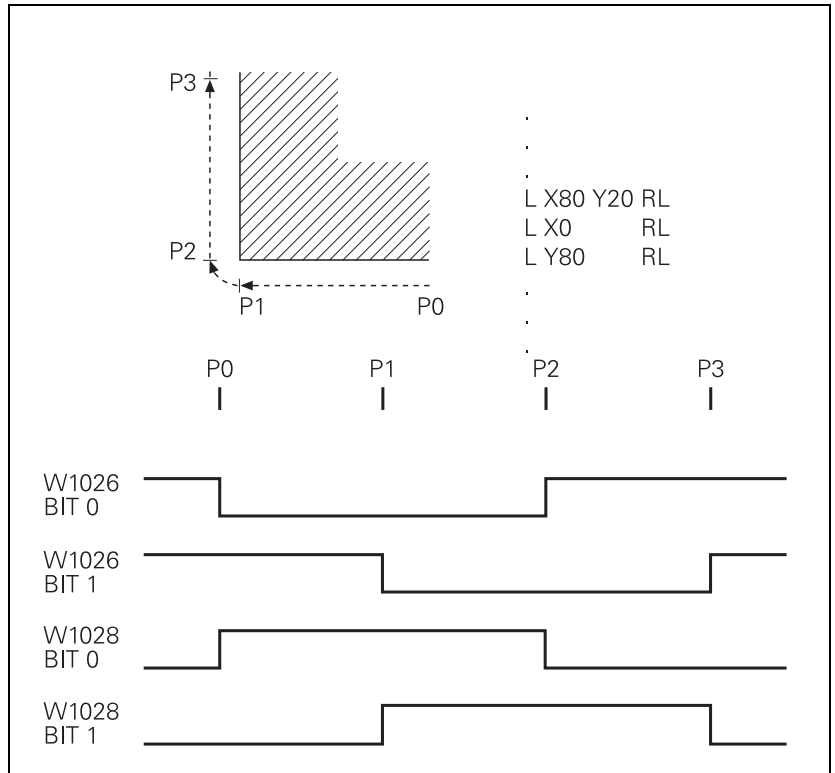 P3
P2
P1
P0
L X80 Y20 RL
L X0 RL
L Y80 RL
P0 P1 P2 P3
W1026
BIT 0
W1026
BIT 1
W1028
BIT 0
W1028
BIT 1